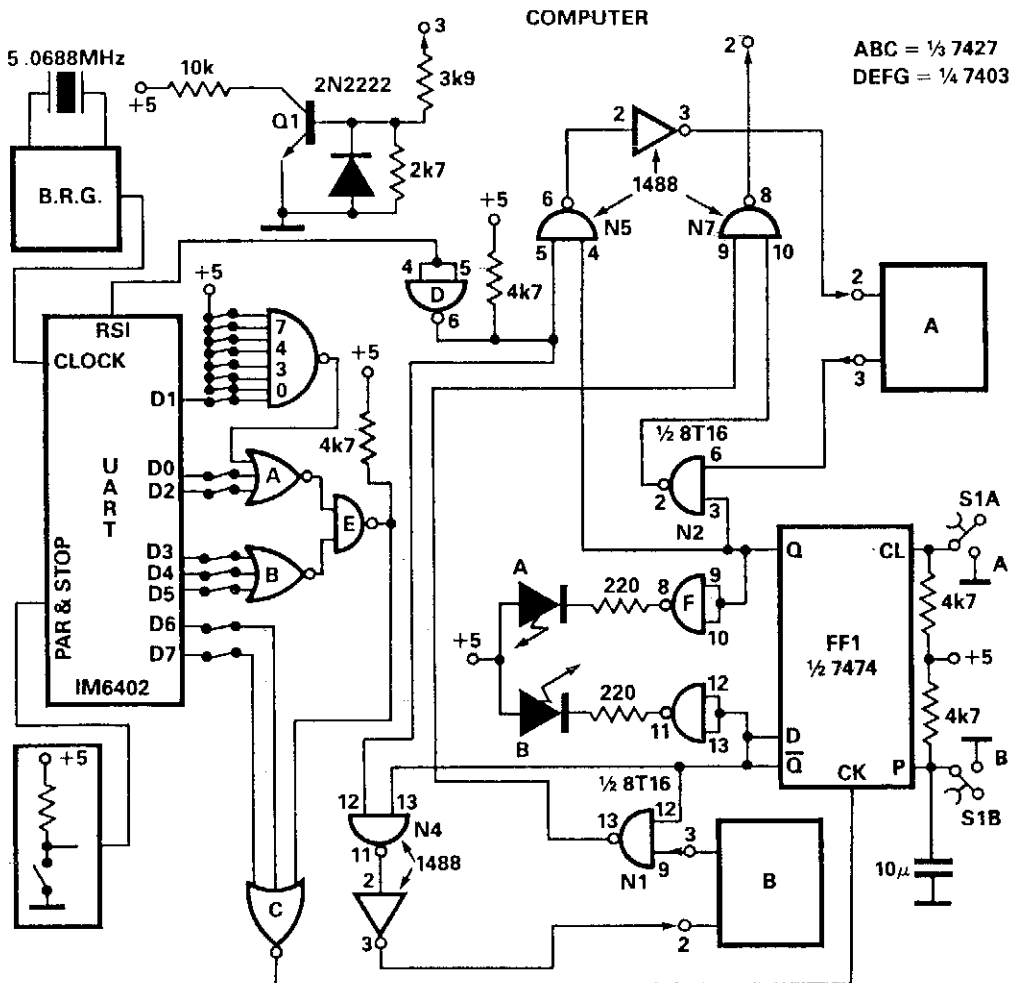 COMPUTER
ABC = ⅓ 7427
DEFG = ¼ 7403
5.0688MHz
10k
+5
2N2222
Q1
3
3k9
2k7
2
B.R.G.
2
3
1488
6
N5
5
4
8
N7
9
10
+5
4k7
4
5
D
6
2
A
3
RSI
CLOCK
+5
7
4
3
0
D1
+5
4k7
UART
D0
D2
A
E
D3
D4
D5
B
D6
D7
PAR & STOP
IM6402
½ 8T16
6
2
3
N2
Q
CL
S1A
A
4k7
+5
4k7
FF1
½ 7474
D
Q
CK
P
B
S1B
10μ
A
220
8
9
F
10
+5
B
220
11
12
13
½ 8T16
12
13
9
N1
3
B
2
12
13
N4
11
1488
2
3
C
+5